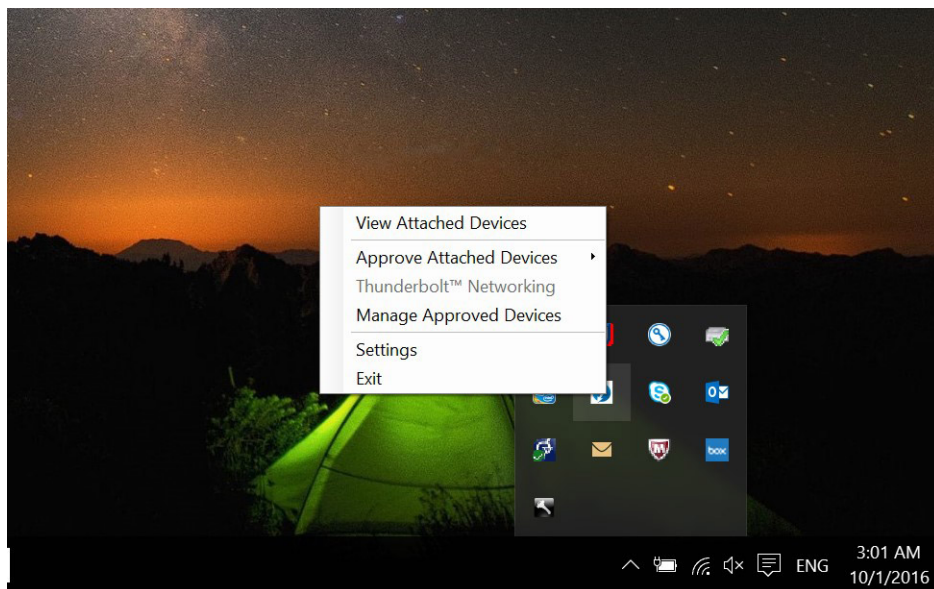 View Attached Devices
Approve Attached Devices
Thunderbolt™ Networking
Manage Approved Devices
Settings
Exit
box
ENG
3:01 AM
10/1/2016